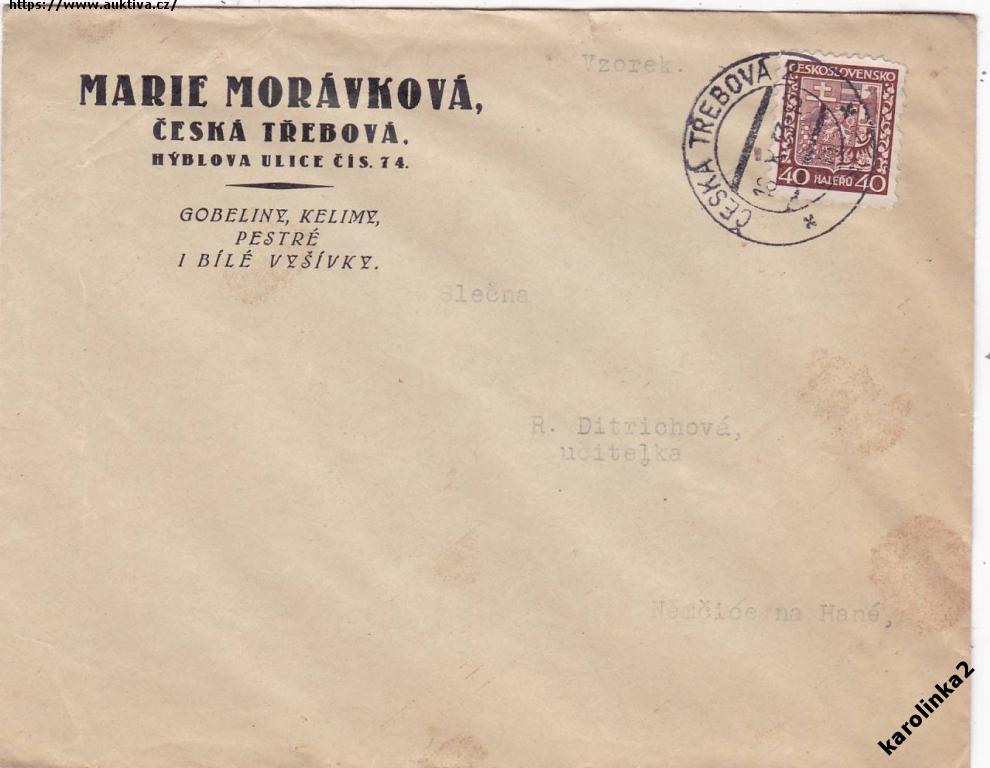 https://www.auktiva.cz/
MARIE MORÁVKOVÁ,
ČESKÁ TŘEBOVÁ,
HÝBLOVA ULICE ČÍS. 74.
GOBELINY, KELIMY,
PESTRÉ
I BÍLÉ VYŠÍVKY.
Vzorek.
ČESKÁ TŘEBOVÁ
ČESKOSLOVENSKO
40 HALÉŘŮ 40
Slečna
R. Ditrichová,
učitelka
Němčice na Hané,
karolinka2